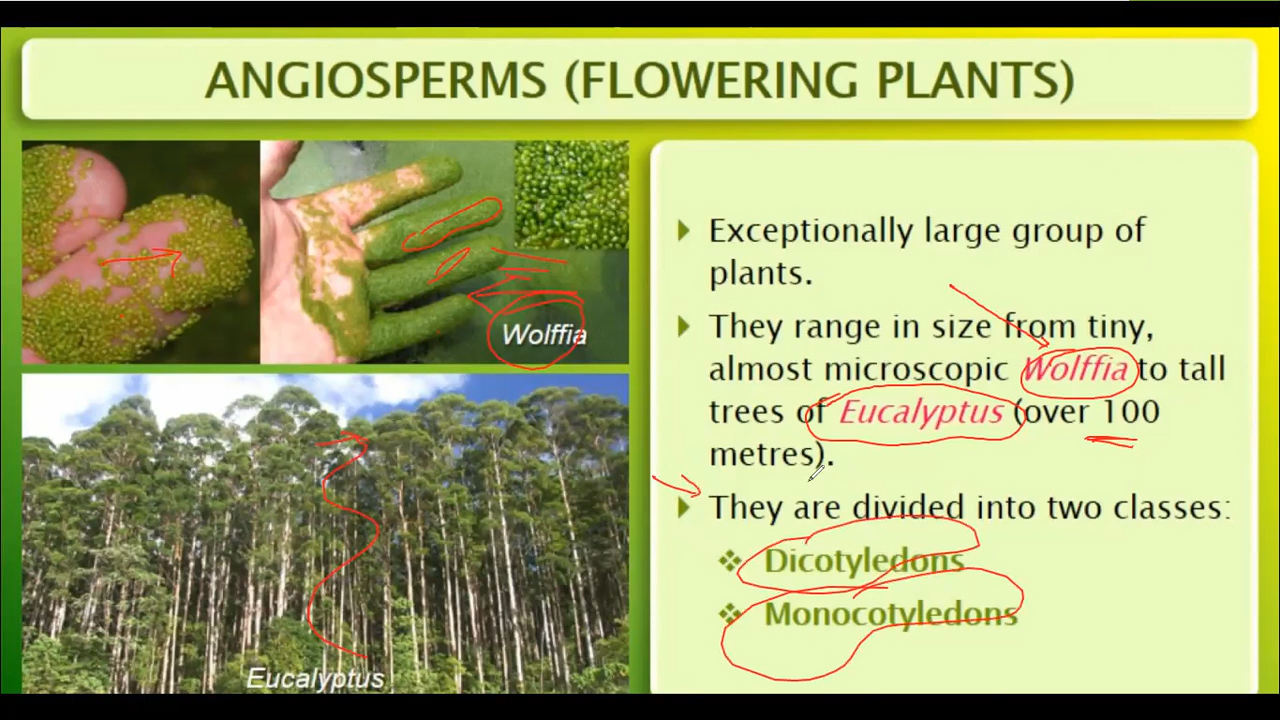 ANGIOSPERMS (FLOWERING PLANTS)
Wolffia
Eucalyptus
Exceptionally large group of
plants.
They range in size from tiny,
almost microscopic Wolffia to tall
trees of Eucalyptus (over 100
metres).
They are divided into two classes:
Dicotyledons
Monocotyledons